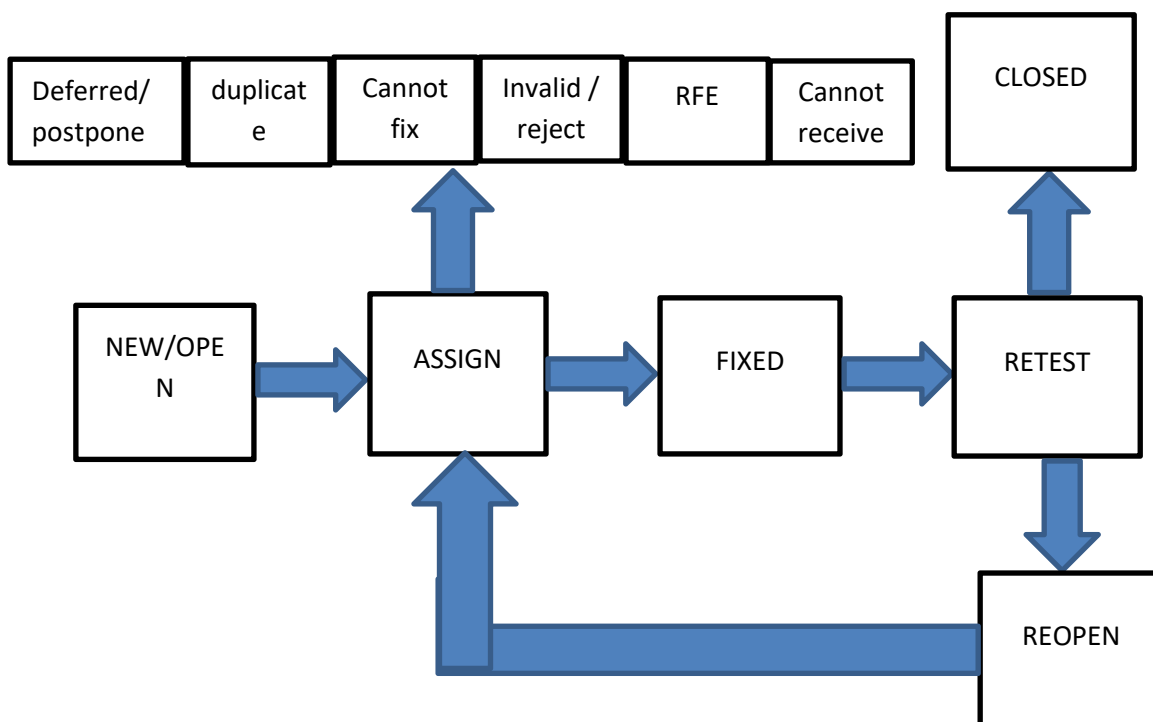 Deferred/
postpone
duplicat
e
Cannot
fix
Invalid /
reject
RFE
Cannot
receive
CLOSED
NEW/OPE
N
ASSIGN
FIXED
RETEST
REOPEN